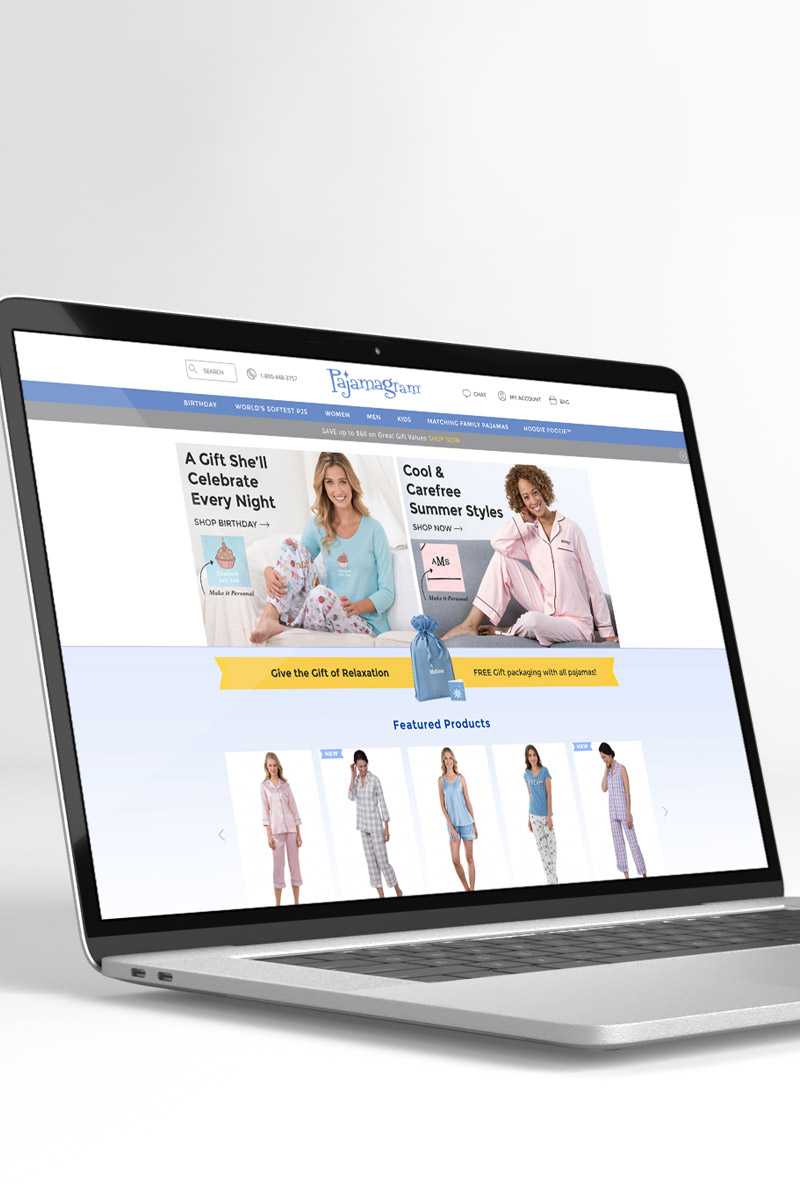 SEARCH
1-800-448-3757
Pajamagram
CHAT
MY ACCOUNT
BAG
BIRTHDAY
WORLD'S SOFTEST PJS
WOMEN
MEN
KIDS
MATCHING FAMILY PAJAMAS
HOODIE FOOTIE™
SAVE up to $60 on Great Gift Values SHOP NOW
A Gift She'll
Celebrate
Every Night
SHOP BIRTHDAY
Make it Personal
Cool &
Carefree
Summer Styles
SHOP NOW
AMS
Make it Personal
Give the Gift of Relaxation
FREE Gift packaging with all pajamas!
Featured Products
NEW
NEW